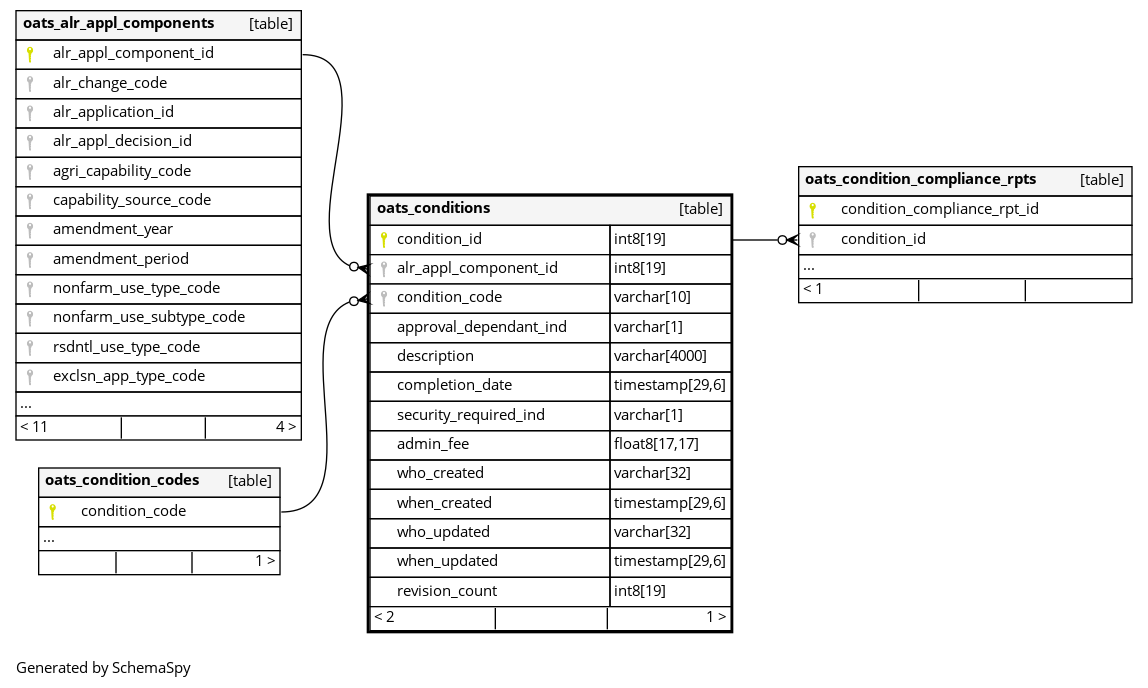 oats_alr_appl_components [table]
alr_appl_component_id
alr_change_code
alr_application_id
alr_appl_decision_id
agri_capability_code
capability_source_code
amendment_year
amendment_period
nonfarm_use_type_code
nonfarm_use_subtype_code
rsdntl_use_type_code
exclsn_app_type_code
...
< 11 4 >
oats_condition_codes [table]
condition_code
...
1 >
oats_conditions [table]
condition_id int8[19]
alr_appl_component_id int8[19]
condition_code varchar[10]
approval_dependant_ind varchar[1]
description varchar[4000]
completion_date timestamp[29,6]
security_required_ind varchar[1]
admin_fee float8[17,17]
who_created varchar[32]
when_created timestamp[29,6]
who_updated varchar[32]
when_updated timestamp[29,6]
revision_count int8[19]
< 2 1 >
oats_condition_compliance_rpts [table]
condition_compliance_rpt_id
condition_id
...
< 1
Generated by SchemaSpy